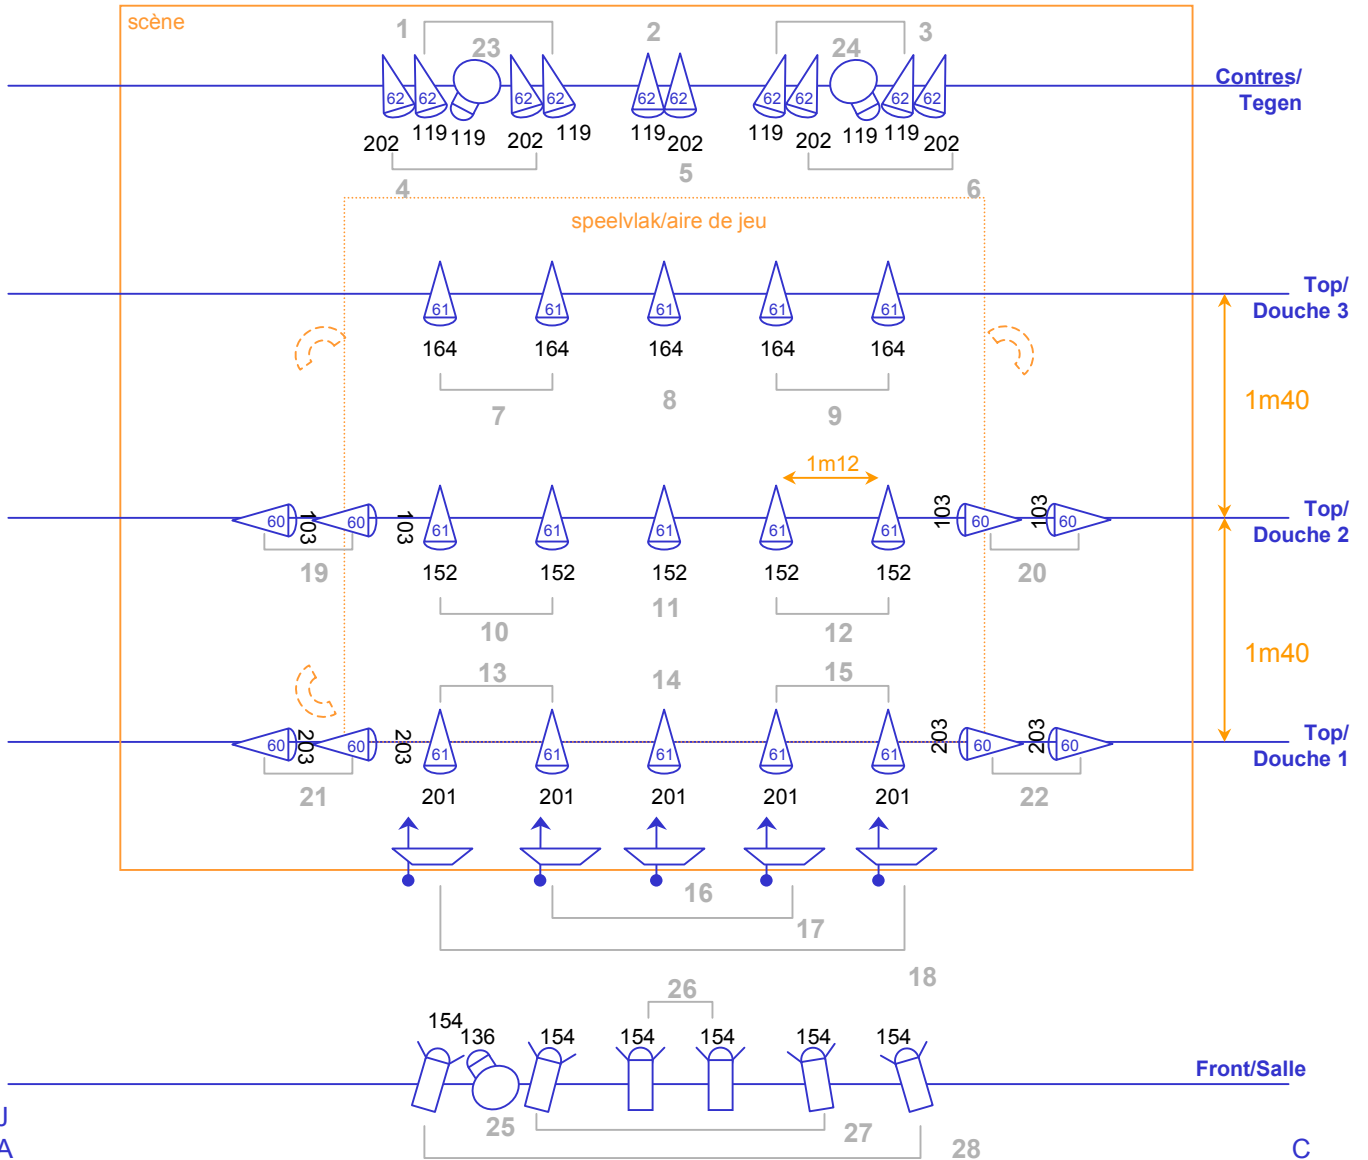 scène
1 2 3
23 24
62 62 62 62 62 62 62 62 62 62
Contres/
Tegen
119 119 202 119 119 202 119 202 119 119 202
202
4 5 6
speelvlak/aire de jeu
61 61 61 61 61
Top/
Douche 3
164 164 164 164 164
7 8 9
1m40
1m12
103 103 103 103
60 60 61 61 61 61 61 60 60
Top/
Douche 2
19 152 152 152 152 152 20
10 11 12
1m40
13 14 15
203 203 203 203
60 60 61 61 61 61 61 60 60
Top/
Douche 1
21 201 201 201 201 201 22
16
17
18
26
154 136 154 154 154 154 154
Front/Salle
25 27
28
J
A
C